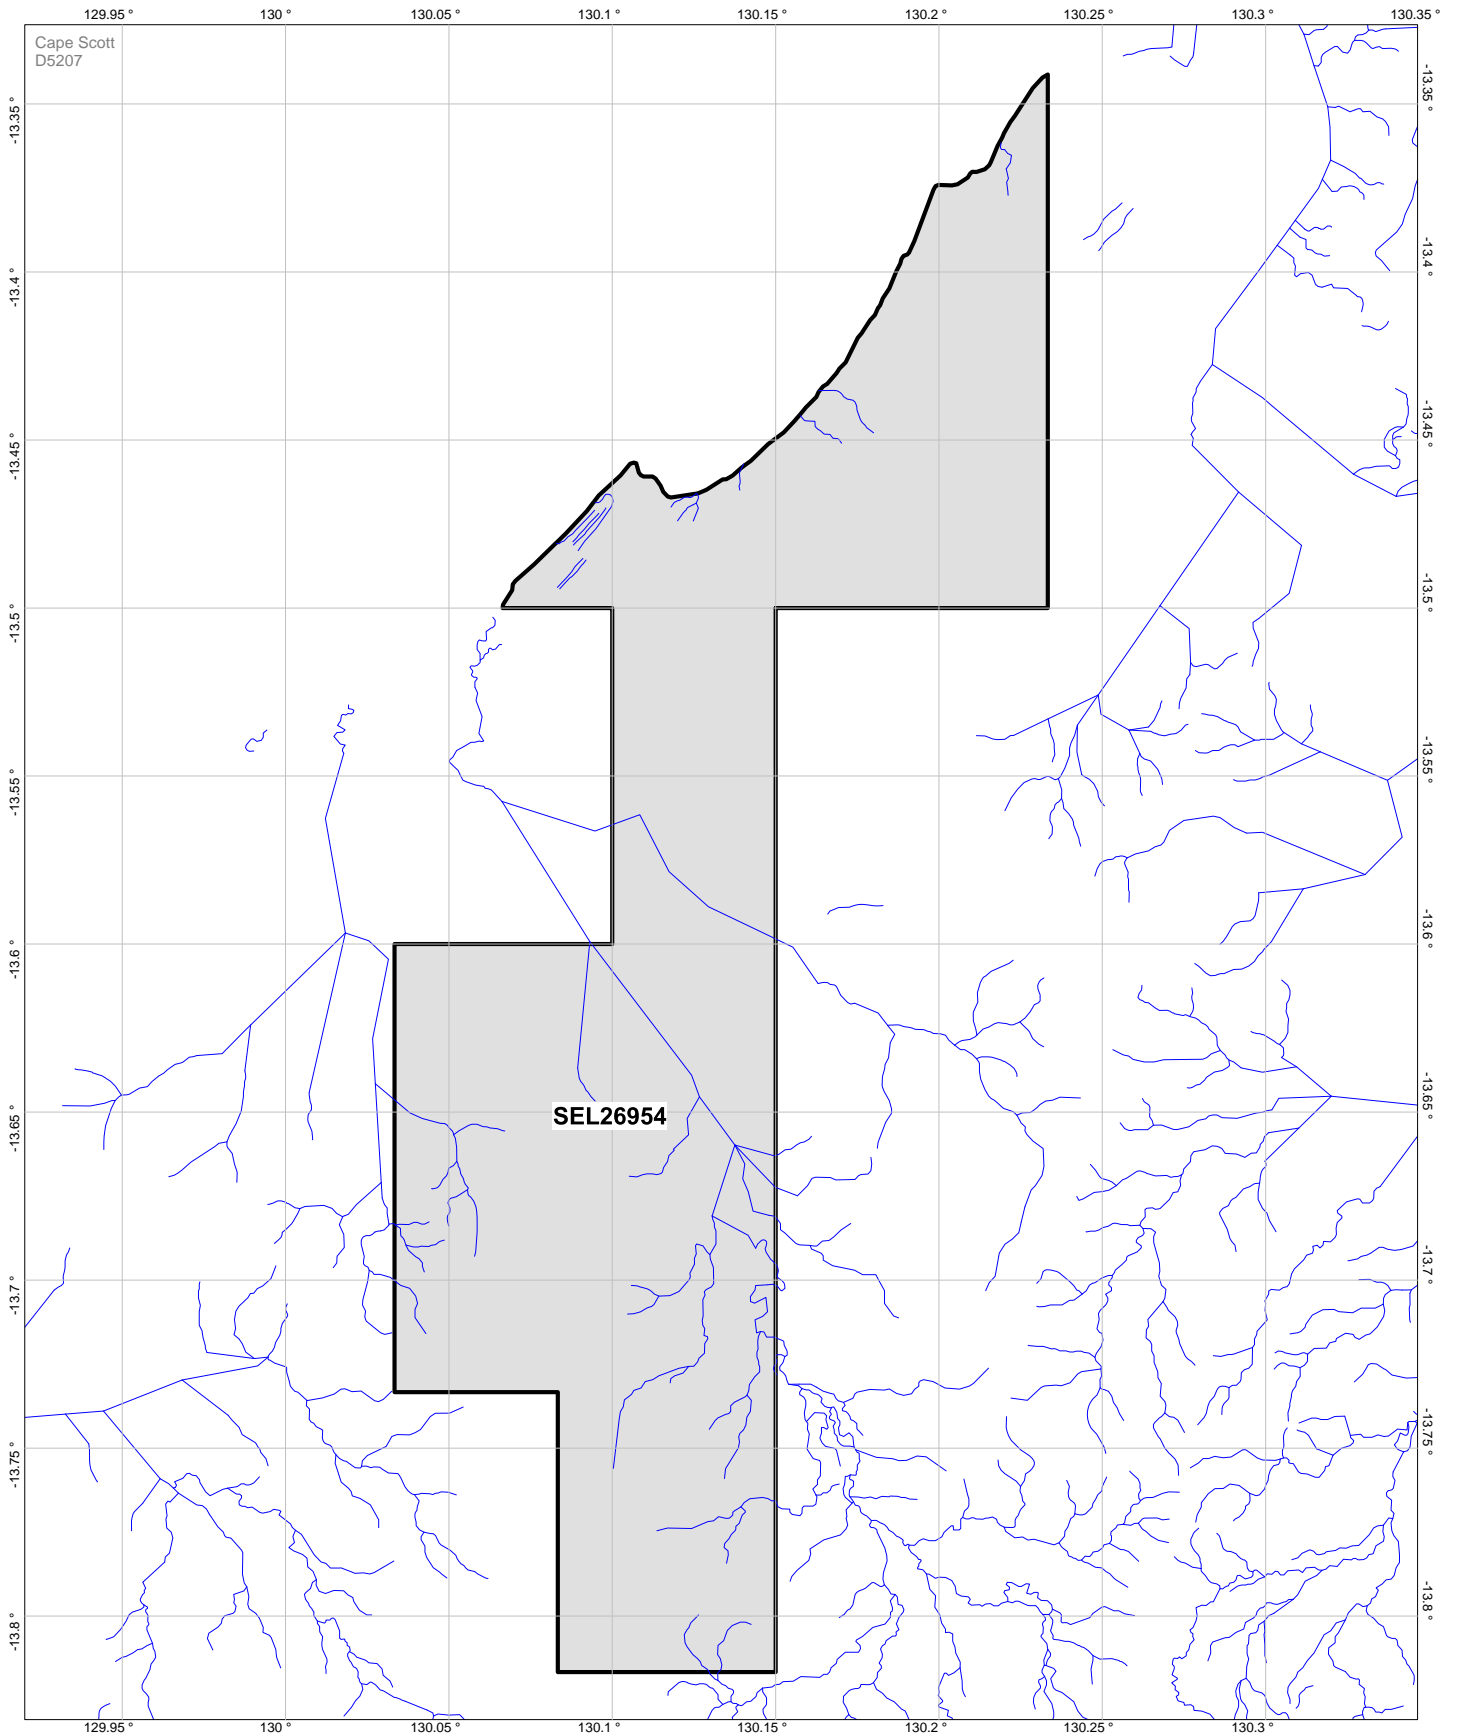 129.95 ° 130 ° 130.05 ° 130.1 ° 130.15 ° 130.2 ° 130.25 ° 130.3 ° 130.35 °
Cape Scott
D5207
-13.35 ° -13.35 °
-13.4 ° -13.4 °
-13.45 ° -13.45 °
-13.5 ° -13.5 °
-13.55 ° -13.55 °
-13.6 ° -13.6 °
-13.65 ° -13.65 °
SEL26954
-13.7 ° -13.7 °
-13.75 ° -13.75 °
-13.8 ° -13.8 °
129.95 ° 130 ° 130.05 ° 130.1 ° 130.15 ° 130.2 ° 130.25 ° 130.3 °